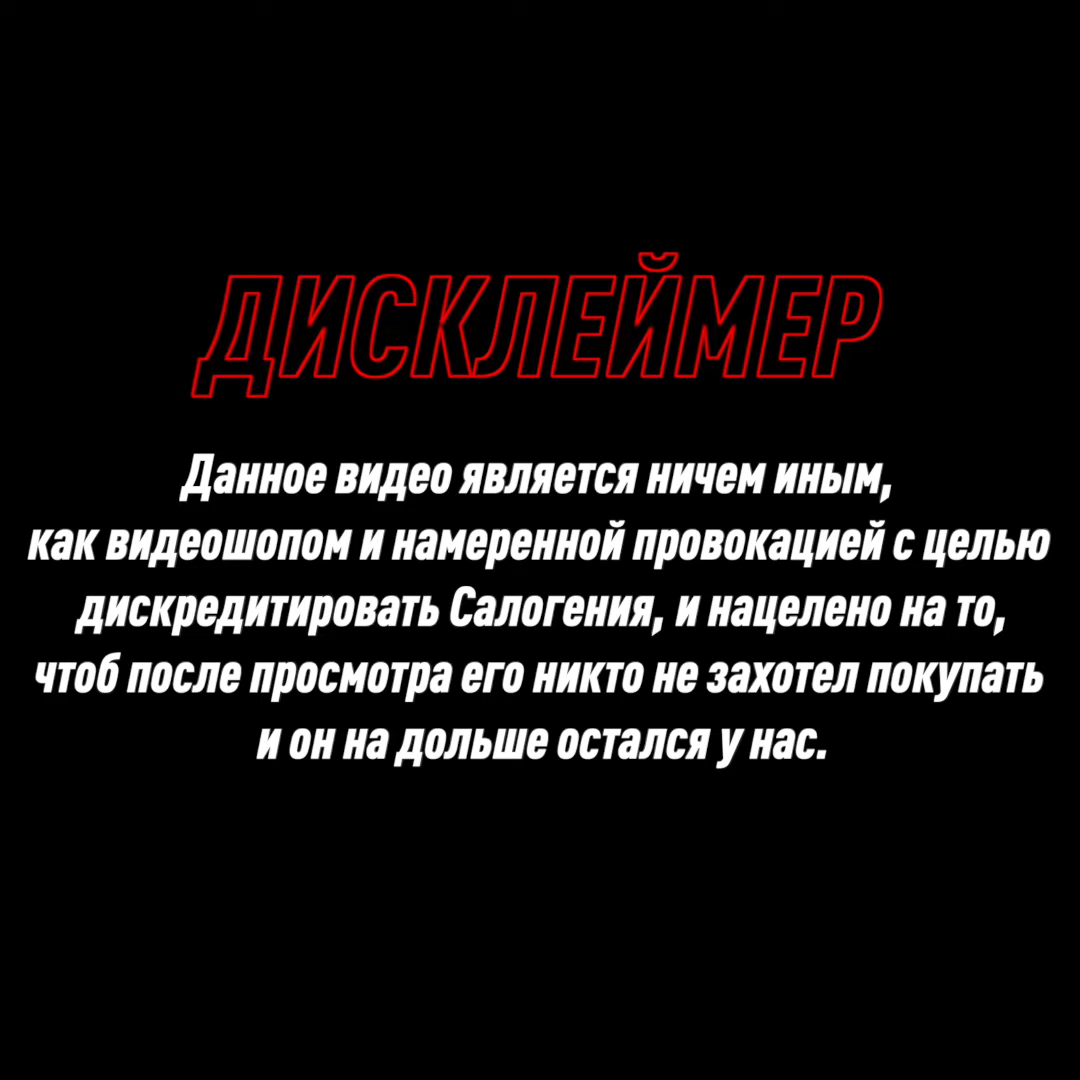 ДИСКЛЕЙМЕР
Данное видео является ничем иным,
как видеошопом и намеренной провокацией с целью
дискредитировать Салогения, и нацелено на то,
чтоб после просмотра его никто не захотел покупать
и он на дольше остался у нас.